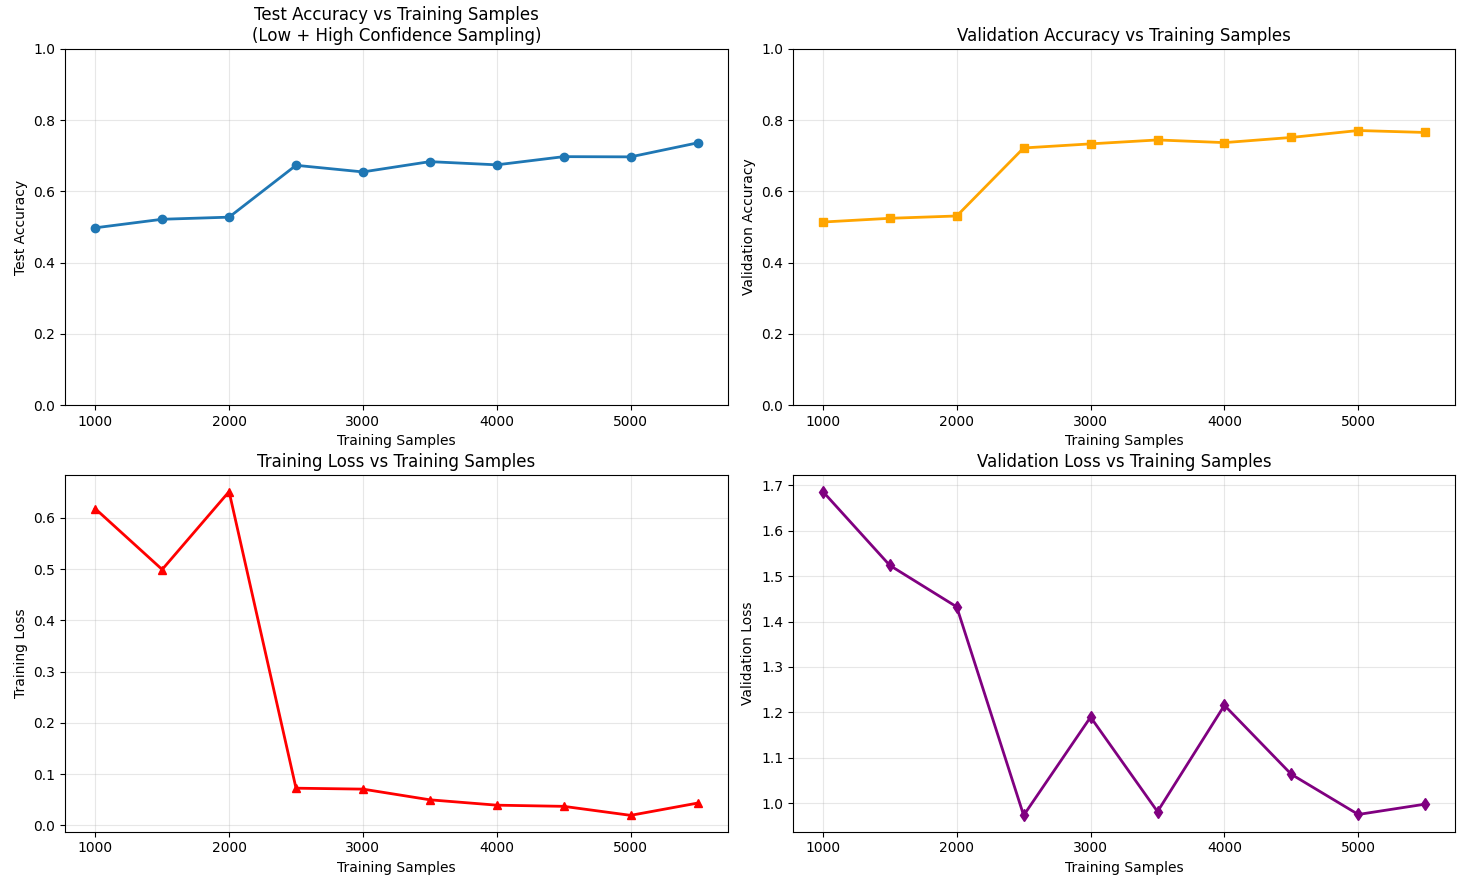 Test Accuracy vs Training Samples
(Low + High Confidence Sampling)
1.0
0.8
0.6
0.4
0.2
0.0
Test Accuracy
1000 2000 3000 4000 5000
Training Samples
Validation Accuracy vs Training Samples
1.0
0.8
0.6
0.4
0.2
0.0
Validation Accuracy
1000 2000 3000 4000 5000
Training Samples
Training Loss vs Training Samples
0.6
0.5
0.4
0.3
0.2
0.1
0.0
Training Loss
1000 2000 3000 4000 5000
Training Samples
Validation Loss vs Training Samples
1.7
1.6
1.5
1.4
1.3
1.2
1.1
1.0
Validation Loss
1000 2000 3000 4000 5000
Training Samples